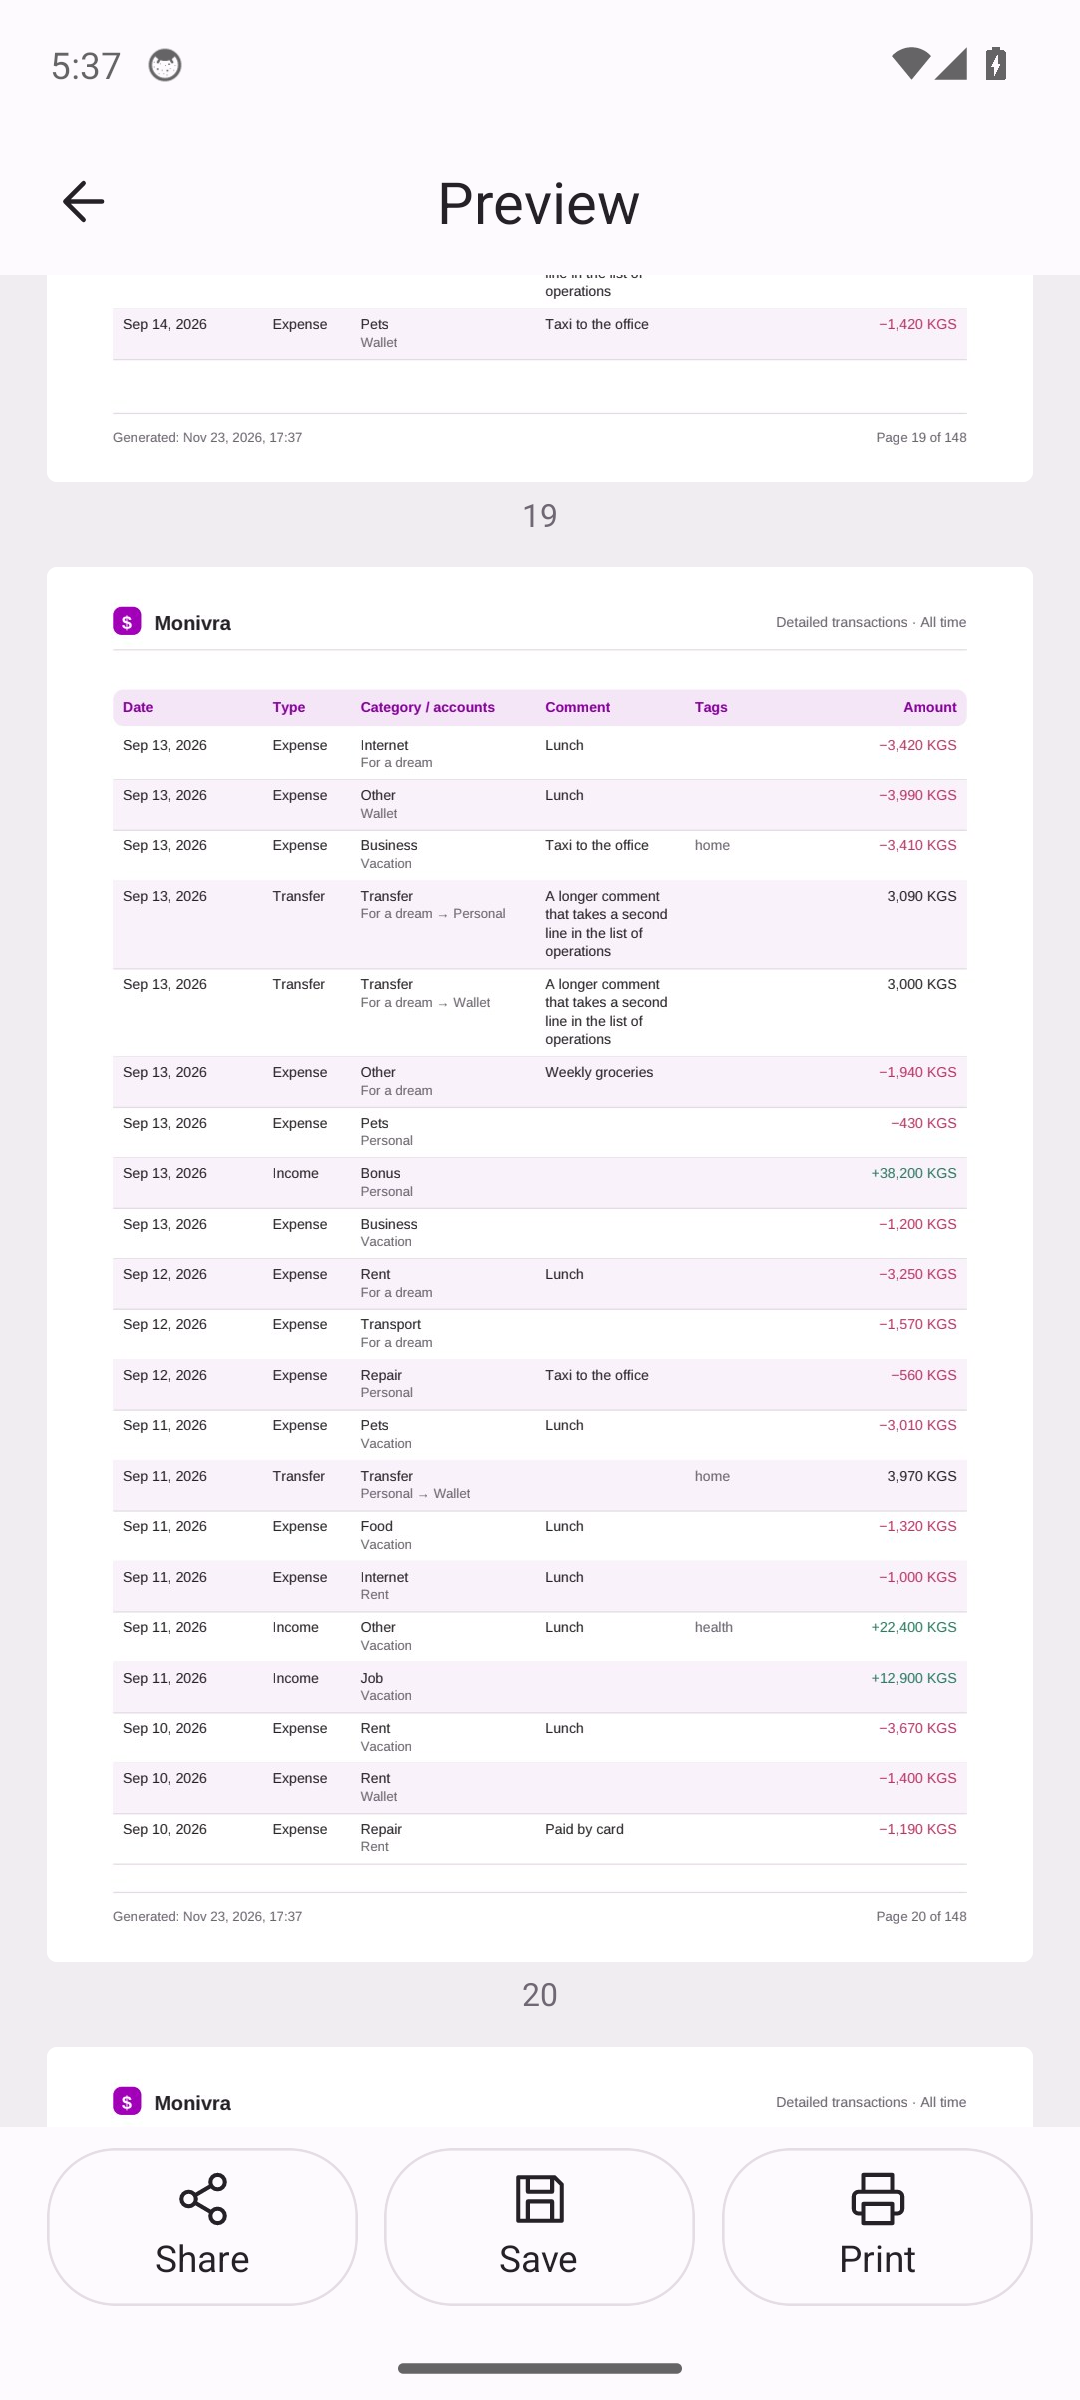 5:37
Preview
line in the list of
operations
Sep 14, 2026 Expense Pets Taxi to the office −1,420 KGS
Wallet
Generated: Nov 23, 2026, 17:37 Page 19 of 148
19
$ Monivra Detailed transactions · All time
Date Type Category / accounts Comment Tags Amount
Sep 13, 2026 Expense Internet Lunch −3,420 KGS
For a dream
Sep 13, 2026 Expense Other Lunch −3,990 KGS
Wallet
Sep 13, 2026 Expense Business Taxi to the office home −3,410 KGS
Vacation
Sep 13, 2026 Transfer Transfer A longer comment 3,090 KGS
For a dream → Personal that takes a second
line in the list of
operations
Sep 13, 2026 Transfer Transfer A longer comment 3,000 KGS
For a dream → Wallet that takes a second
line in the list of
operations
Sep 13, 2026 Expense Other Weekly groceries −1,940 KGS
For a dream
Sep 13, 2026 Expense Pets −430 KGS
Personal
Sep 13, 2026 Income Bonus +38,200 KGS
Personal
Sep 13, 2026 Expense Business −1,200 KGS
Vacation
Sep 12, 2026 Expense Rent Lunch −3,250 KGS
For a dream
Sep 12, 2026 Expense Transport −1,570 KGS
For a dream
Sep 12, 2026 Expense Repair Taxi to the office −560 KGS
Personal
Sep 11, 2026 Expense Pets Lunch −3,010 KGS
Vacation
Sep 11, 2026 Transfer Transfer home 3,970 KGS
Personal → Wallet
Sep 11, 2026 Expense Food Lunch −1,320 KGS
Vacation
Sep 11, 2026 Expense Internet Lunch −1,000 KGS
Rent
Sep 11, 2026 Income Other Lunch health +22,400 KGS
Vacation
Sep 11, 2026 Income Job +12,900 KGS
Vacation
Sep 10, 2026 Expense Rent Lunch −3,670 KGS
Vacation
Sep 10, 2026 Expense Rent −1,400 KGS
Wallet
Sep 10, 2026 Expense Repair Paid by card −1,190 KGS
Rent
Generated: Nov 23, 2026, 17:37 Page 20 of 148
20
$ Monivra Detailed transactions · All time
Share Save Print